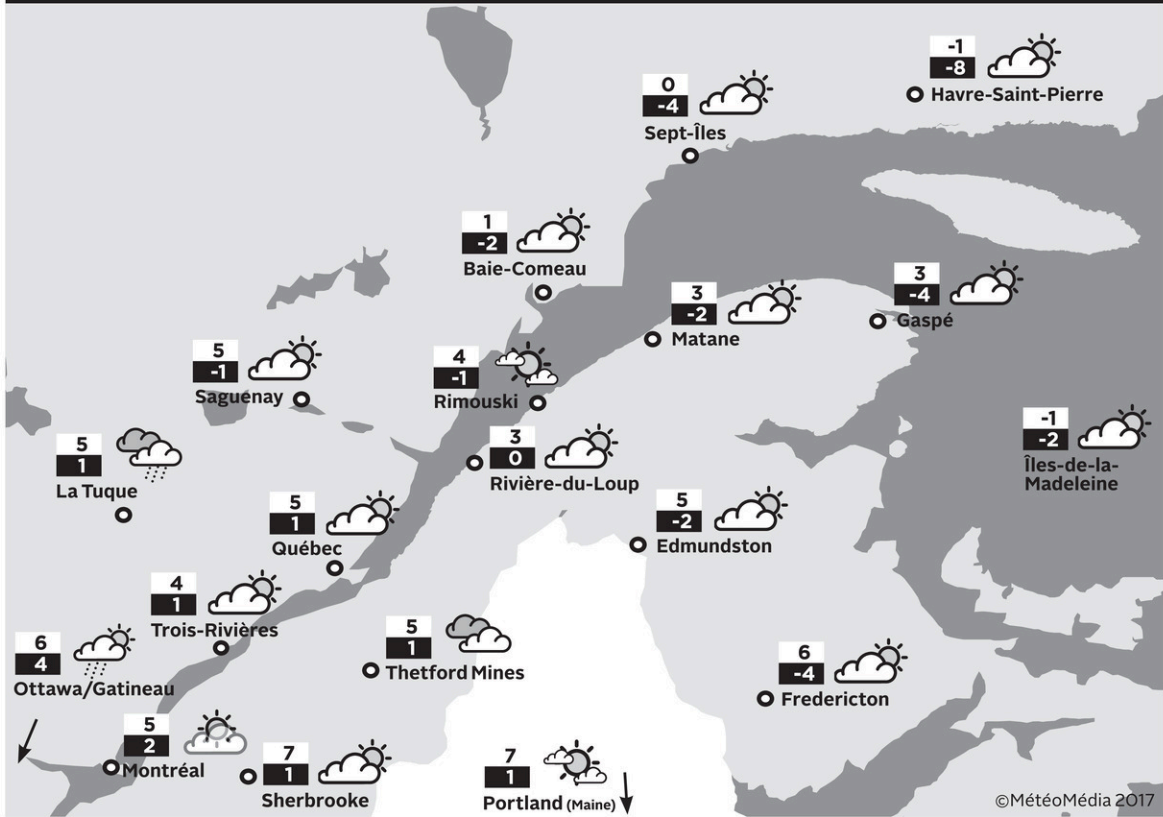 -1
-8
Havre-Saint-Pierre
0
-4
Sept-Îles
1
-2
Baie-Comeau
3
-4
Gaspé
3
-2
Matane
5
-1
Saguenay
4
-1
Rimouski
-1
-2
Îles-de-la-
Madeleine
5
1
La Tuque
3
0
Rivière-du-Loup
5
1
Québec
5
-2
Edmundston
4
1
Trois-Rivières
5
1
Thetford Mines
6
4
Ottawa/Gatineau
6
-4
Fredericton
5
2
Montréal
7
1
Sherbrooke
7
1
Portland (Maine)
©MétéoMédia 2017